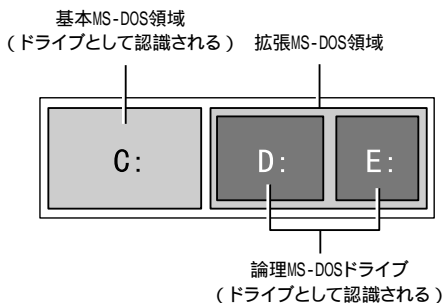 基本MS-DOS領域
(ドライブとして認識される)
拡張MS-DOS領域
C:
D:
E:
論理MS-DOSドライブ
(ドライブとして認識される)